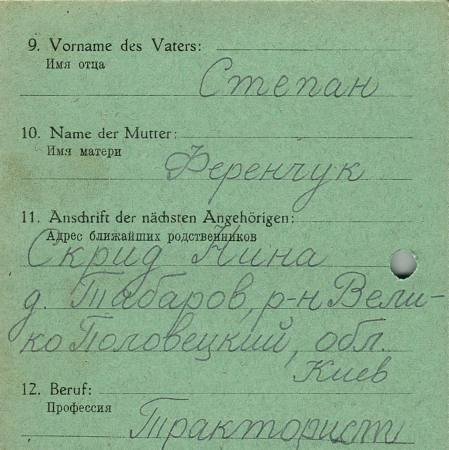 9. Vorname des Vaters:
Имя отца
Степан
10. Name der Mutter:
Имя матери
Ференчук
11. Anschrift der nächsten Angehörigen:
Адрес ближайших родственников
Скрид Нина
д. Табаров, р-н Вели-
ко Половецкий, обл.
Киев
12. Beruf:
Профессия
Тракторист